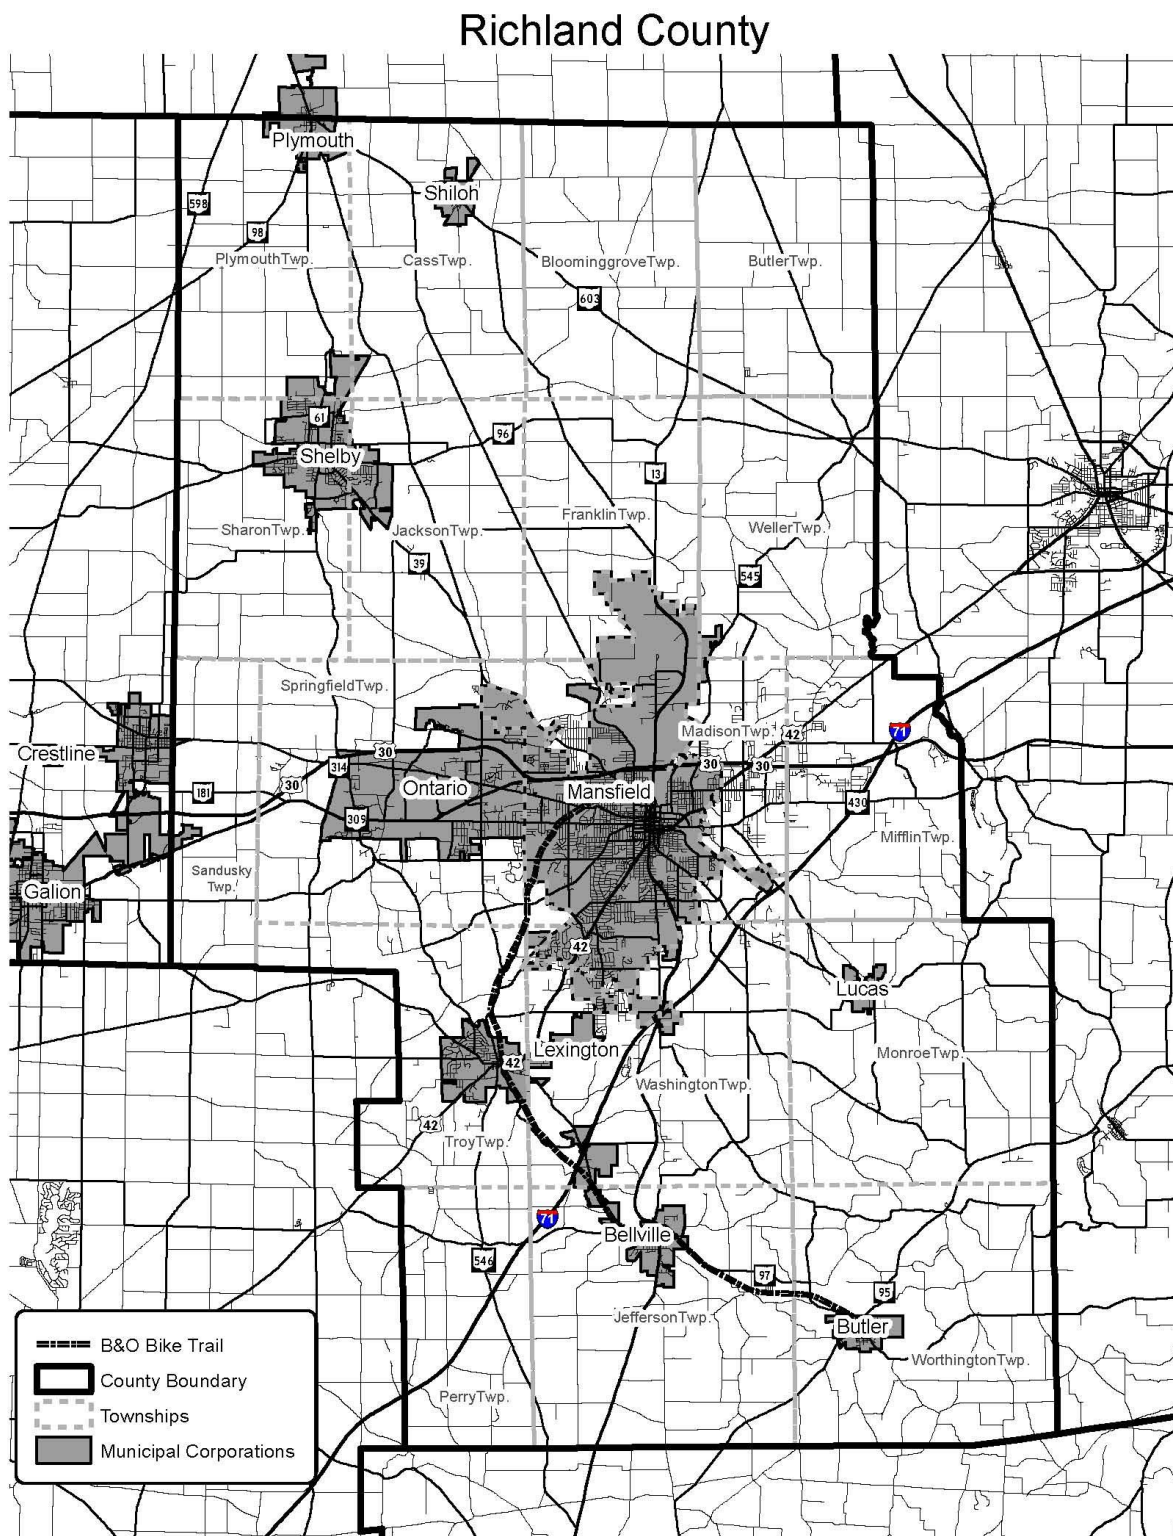 Richland County
Plymouth
Shiloh
598
98
PlymouthTwp.
CassTwp.
BloominggroveTwp.
ButlerTwp.
603
61
96
Shelby
13
SharonTwp.
JacksonTwp.
FranklinTwp.
WellerTwp.
39
545
SpringfieldTwp.
MadisonTwp.
42
71
Crestline
30
314
30
30
181
30
Ontario
Mansfield
430
309
MifflinTwp.
Sandusky
Twp.
Galion
42
Lucas
Lexington
42
MonroeTwp.
WashingtonTwp.
42
TroyTwp.
71
Bellville
546
97
95
JeffersonTwp.
Butler
WorthingtonTwp.
PerryTwp.
B&O Bike Trail
County Boundary
Townships
Municipal Corporations